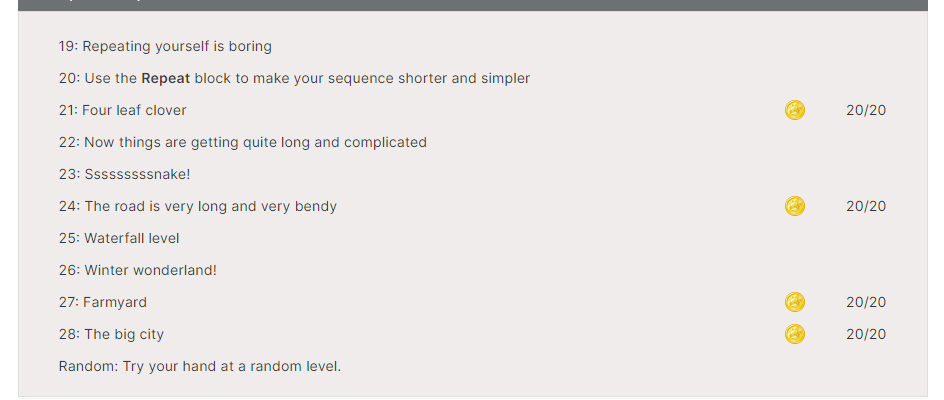 19: Repeating yourself is boring
20: Use the Repeat block to make your sequence shorter and simpler
21: Four leaf clover 20/20
22: Now things are getting quite long and complicated
23: Sssssssssnake!
24: The road is very long and very bendy 20/20
25: Waterfall level
26: Winter wonderland!
27: Farmyard 20/20
28: The big city 20/20
Random: Try your hand at a random level.